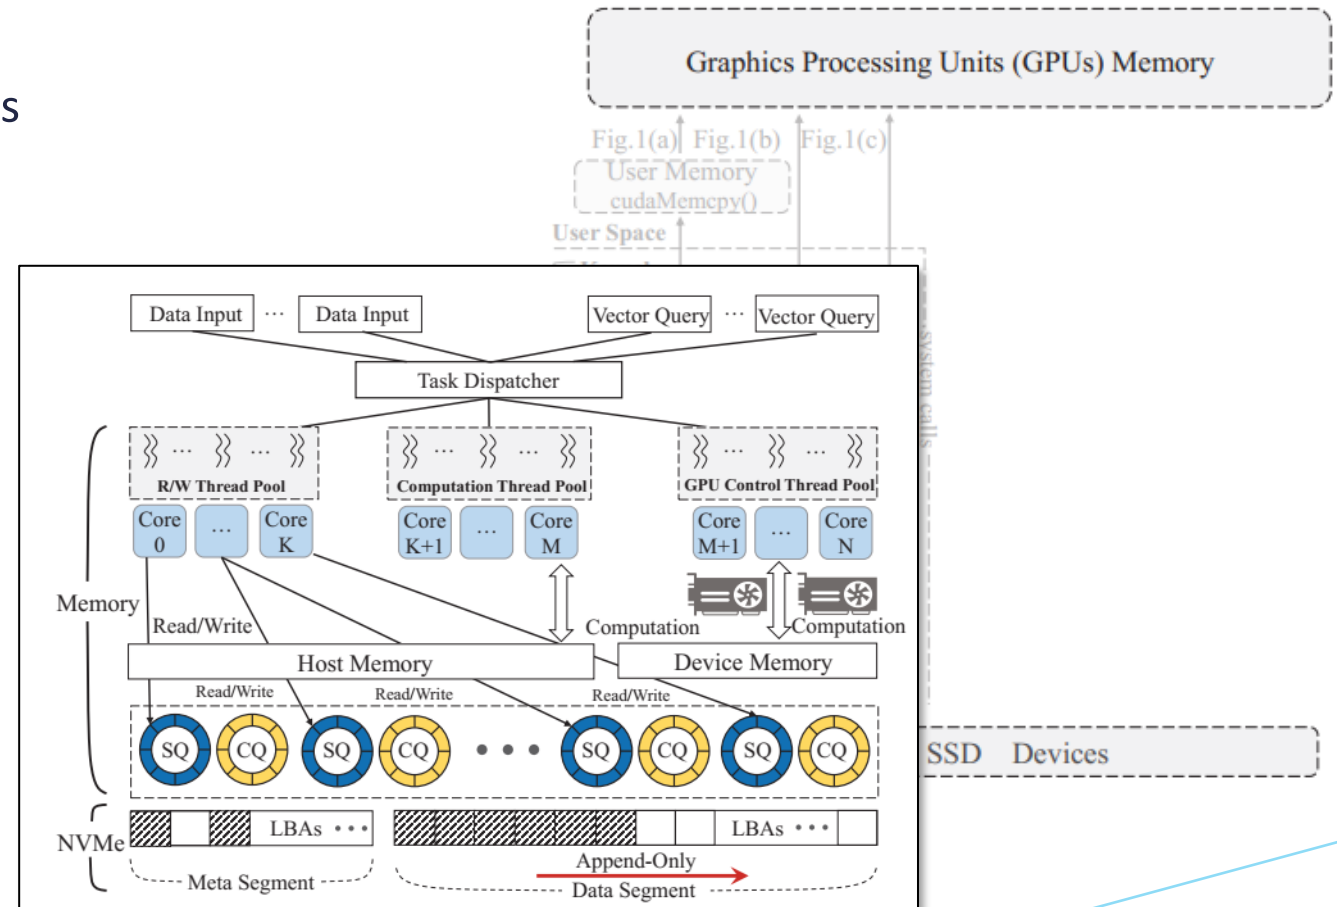 s
Graphics Processing Units (GPUs) Memory
Fig.1(a) Fig.1(b) Fig.1(c)
User Memory
cudaMemcpy()
User Space
system calls
Data Input ... Data Input Vector Query ... Vector Query
Task Dispatcher
... ... ... ... ... ...
R/W Thread Pool Computation Thread Pool GPU Control Thread Pool
Core 0 ... Core K Core K+1 ... Core M Core M+1 ... Core N
Memory
Read/Write Computation Computation
Host Memory Device Memory
Read/Write Read/Write Read/Write
SQ CQ SQ CQ ... SQ CQ SQ CQ
SSD Devices
NVMe
LBAs ... LBAs ...
Append-Only
Meta Segment Data Segment